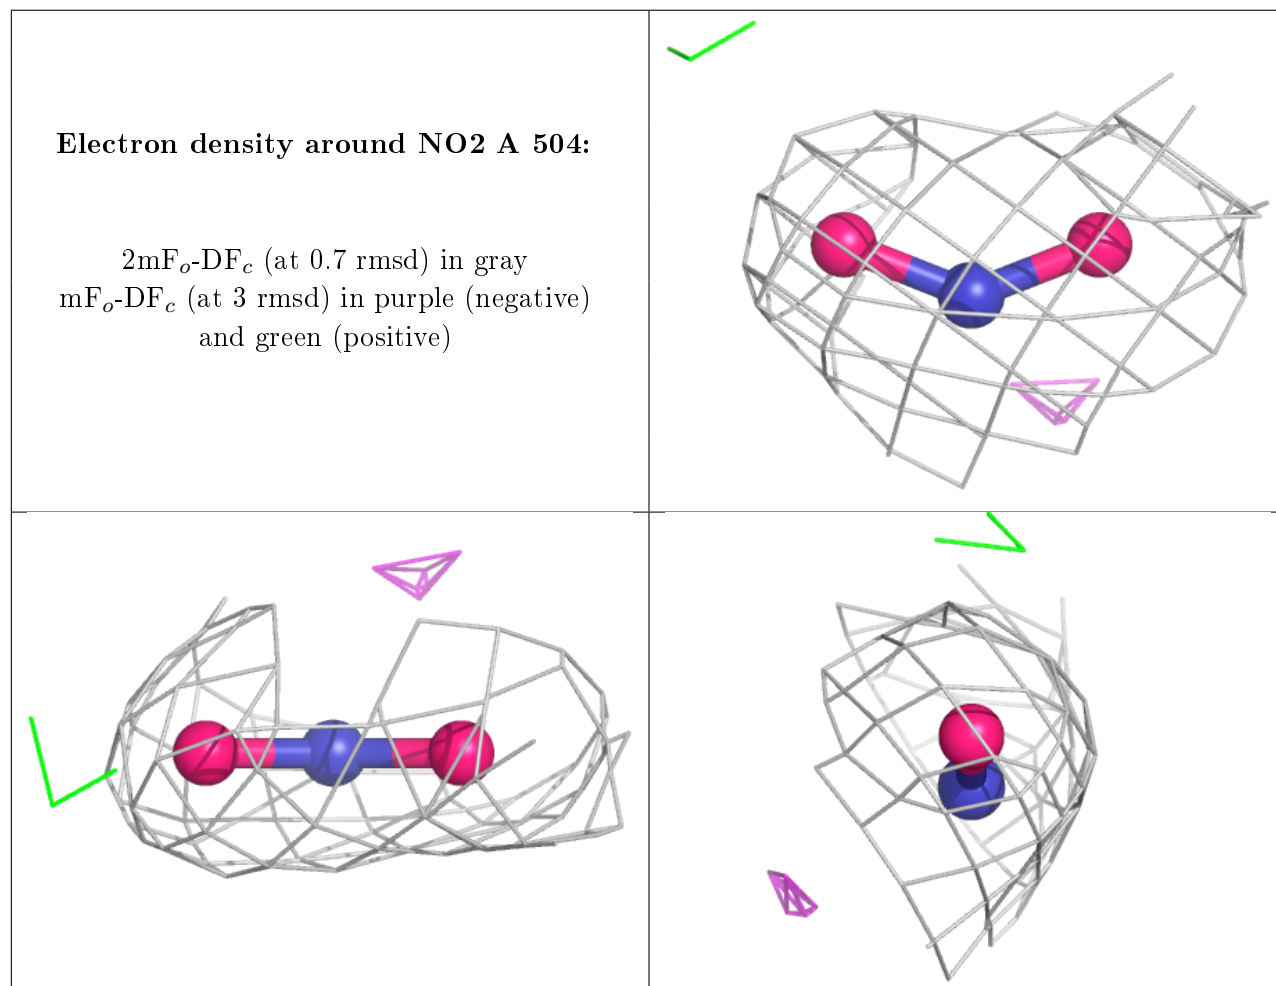 Electron density around NO2 A 504:
2mFo-DFc (at 0.7 rmsd) in gray
mFo-DFc (at 3 rmsd) in purple (negative)
and green (positive)